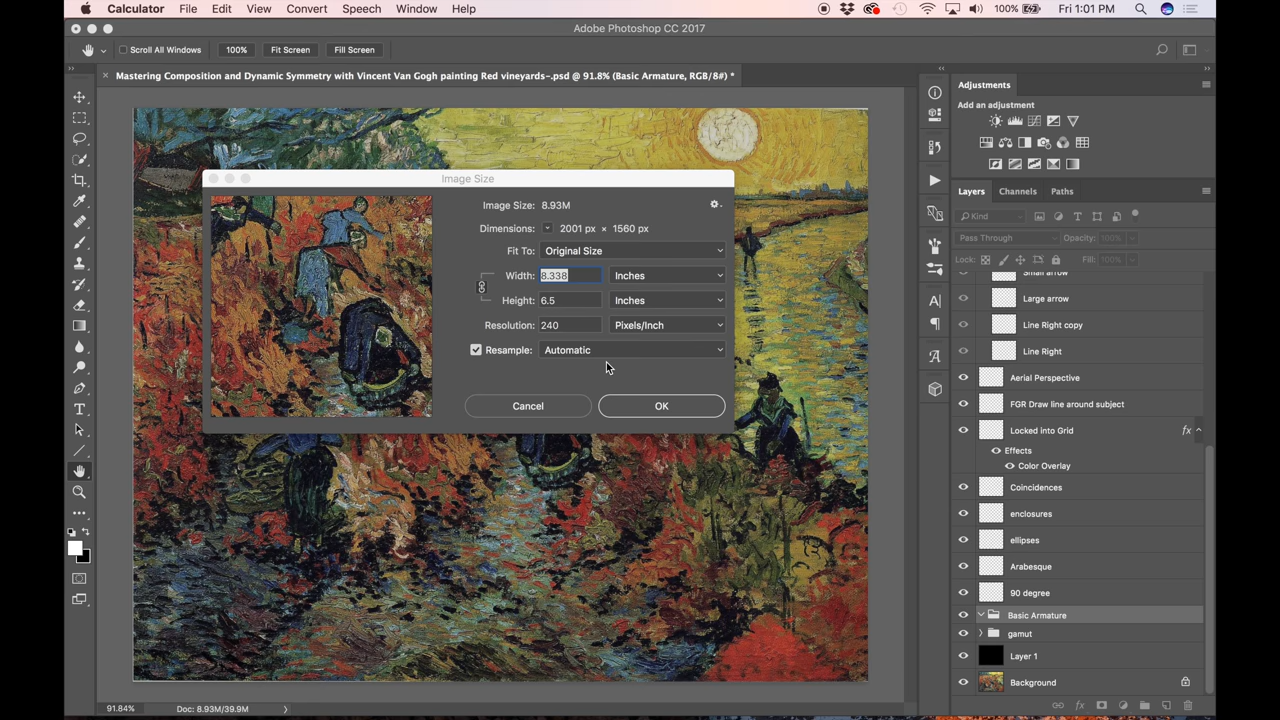 Calculator File Edit View Convert Speech Window Help 100% Fri 1:01 PM
Adobe Photoshop CC 2017
Scroll All Windows 100% Fit Screen Fill Screen
× Mastering Composition and Dynamic Symmetry with Vincent Van Gogh painting Red vineyards-.psd @ 91.8% (Basic Armature, RGB/8#) *
Image Size
Image Size: 8.93M
Dimensions: 2001 px × 1560 px
Fit To: Original Size
Width: 8.338 Inches
Height: 6.5 Inches
Resolution: 240 Pixels/Inch
Resample: Automatic
Cancel OK
Adjustments
Add an adjustment
Layers Channels Paths
Kind
Pass Through Opacity: 100%
Lock: Fill: 100%
Small arrow
Large arrow
Line Right copy
Line Right
Aerial Perspective
FGR Draw line around subject
Locked into Grid fx
Effects
Color Overlay
Coincidences
enclosures
ellipses
Arabesque
90 degree
Basic Armature
gamut
Layer 1
Background
91.84% Doc: 8.93M/39.9M